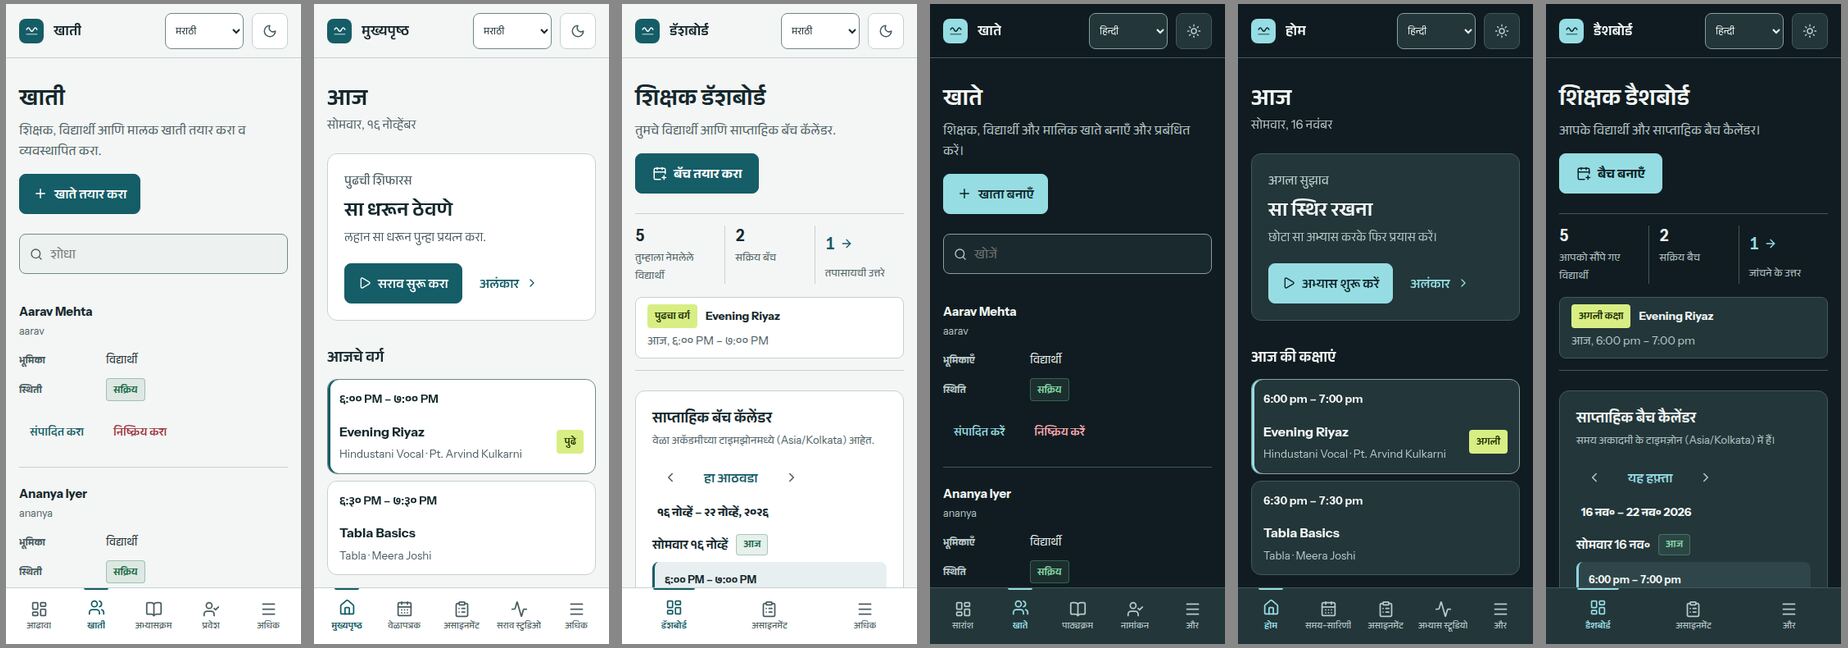 खाती
मराठी
खाती
शिक्षक, विद्यार्थी आणि मालक खाती तयार करा व
व्यवस्थापित करा.
खाते तयार करा
शोधा
Aarav Mehta
aarav
भूमिका विद्यार्थी
स्थिती सक्रिय
संपादित करा निष्क्रिय करा
Ananya Iyer
ananya
भूमिका विद्यार्थी
स्थिती सक्रिय
आढावा खाती अभ्यासक्रम प्रवेश अधिक
मुख्यपृष्ठ
मराठी
आज
सोमवार, १६ नोव्हेंबर
पुढची शिफारस
सा धरून ठेवणे
लहान सा धरून पुन्हा प्रयत्न करा.
सराव सुरू करा अलंकार
आजचे वर्ग
६:०० PM – ७:०० PM
Evening Riyaz
पुढे
Hindustani Vocal · Pt. Arvind Kulkarni
६:३० PM – ७:३० PM
Tabla Basics
Tabla · Meera Joshi
मुख्यपृष्ठ वेळापत्रक असाइनमेंट सराव स्टुडिओ अधिक
डॅशबोर्ड
मराठी
शिक्षक डॅशबोर्ड
तुमचे विद्यार्थी आणि साप्ताहिक बॅच कॅलेंडर.
बॅच तयार करा
5 2 1 →
तुम्हाला नेमलेले
विद्यार्थी
सक्रिय बॅच
तपासायची उत्तरे
पुढचा वर्ग Evening Riyaz
आज, ६:०० PM – ७:०० PM
साप्ताहिक बॅच कॅलेंडर
वेळा अकॅडमीच्या टाइमझोनमध्ये (Asia/Kolkata) आहेत.
हा आठवडा
१६ नोव्हें – २२ नोव्हें, २०२६
सोमवार १६ नोव्हें आज
६:०० PM – ७:०० PM
डॅशबोर्ड असाइनमेंट अधिक
खाते
हिन्दी
खाते
शिक्षक, विद्यार्थी और मालिक खाते बनाएँ और प्रबंधित
करें।
खाता बनाएँ
खोजें
Aarav Mehta
aarav
भूमिकाएँ विद्यार्थी
स्थिति सक्रिय
संपादित करें निष्क्रिय करें
Ananya Iyer
ananya
भूमिकाएँ विद्यार्थी
स्थिति सक्रिय
सारांश खाते पाठ्यक्रम नामांकन और
होम
हिन्दी
आज
सोमवार, 16 नवंबर
अगला सुझाव
सा स्थिर रखना
छोटा सा अभ्यास करके फिर प्रयास करें।
अभ्यास शुरू करें अलंकार
आज की कक्षाएं
6:00 pm – 7:00 pm
Evening Riyaz
अगली
Hindustani Vocal · Pt. Arvind Kulkarni
6:30 pm – 7:30 pm
Tabla Basics
Tabla · Meera Joshi
होम समय-सारिणी असाइनमेंट अभ्यास स्टूडियो और
डैशबोर्ड
हिन्दी
शिक्षक डैशबोर्ड
आपके विद्यार्थी और साप्ताहिक बैच कैलेंडर।
बैच बनाएँ
5 2 1 →
आपको सौंपे गए
विद्यार्थी
सक्रिय बैच
जांचने के उत्तर
अगली कक्षा Evening Riyaz
आज, 6:00 pm – 7:00 pm
साप्ताहिक बैच कैलेंडर
समय अकादमी के टाइमज़ोन (Asia/Kolkata) में हैं।
यह हफ़्ता
16 नव॰ – 22 नव॰ 2026
सोमवार 16 नव॰ आज
6:00 pm – 7:00 pm
डैशबोर्ड असाइनमेंट और